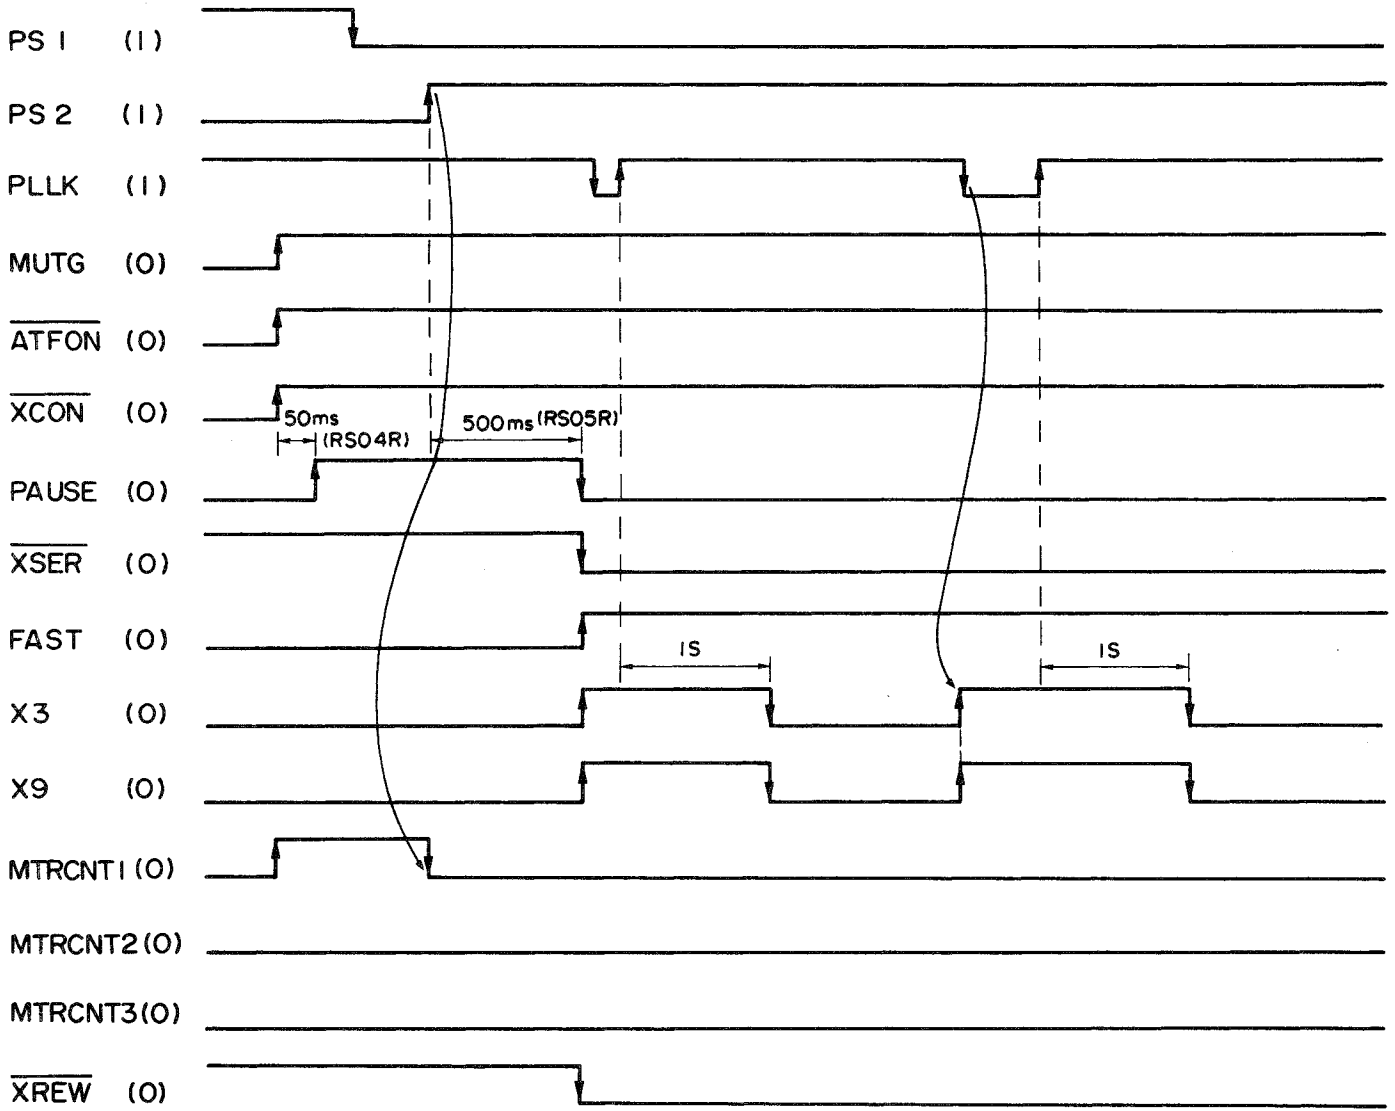 PS 1 (1)
PS 2 (1)
PLLK (1)
MUTG (0)
ATFON (0)
XCON (0)
50ms
(RS04R)
500ms (RS05R)
PAUSE (0)
XSER (0)
FAST (0)
1S
1S
X3 (0)
X9 (0)
MTRCNT1 (0)
MTRCNT2 (0)
MTRCNT3 (0)
XREW (0)